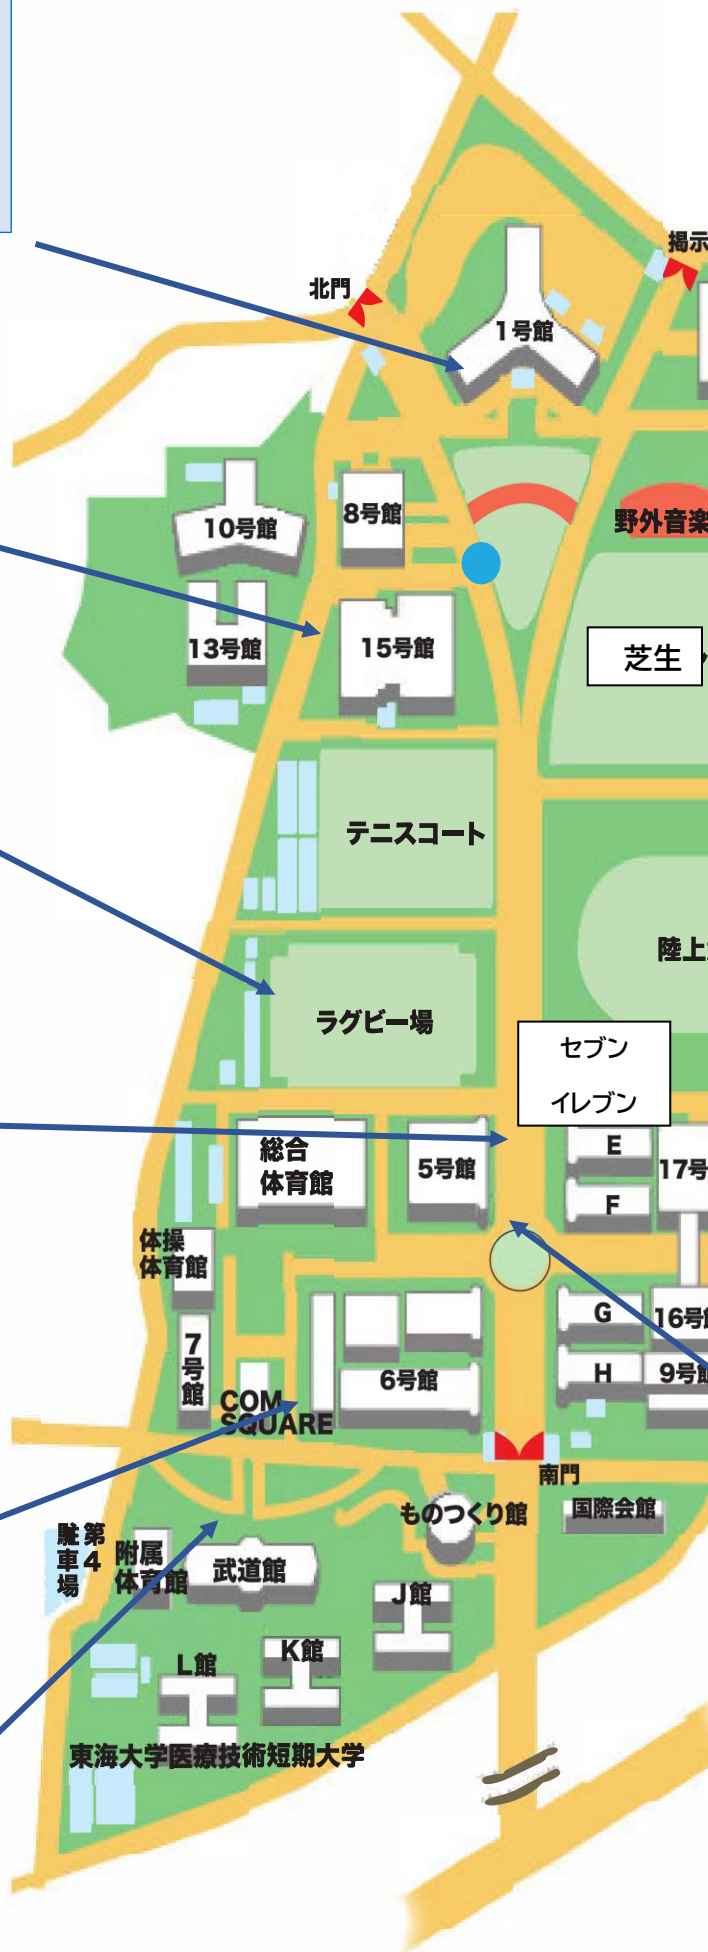 掲示
北門
1号館
8号館
10号館
野外音楽
13号館
15号館
芝生
テニスコート
陸上
ラグビー場
セブン
イレブン
総合
体育館
5号館
E
17号
F
体操
体育館
G
16号館
7号館
6号館
H
9号館
COM
SQUARE
南門
ものつくり館
国際会館
第4
駐車場
附属
体育館
武道館
J館
K館
L館
東海大学医療技術短期大学